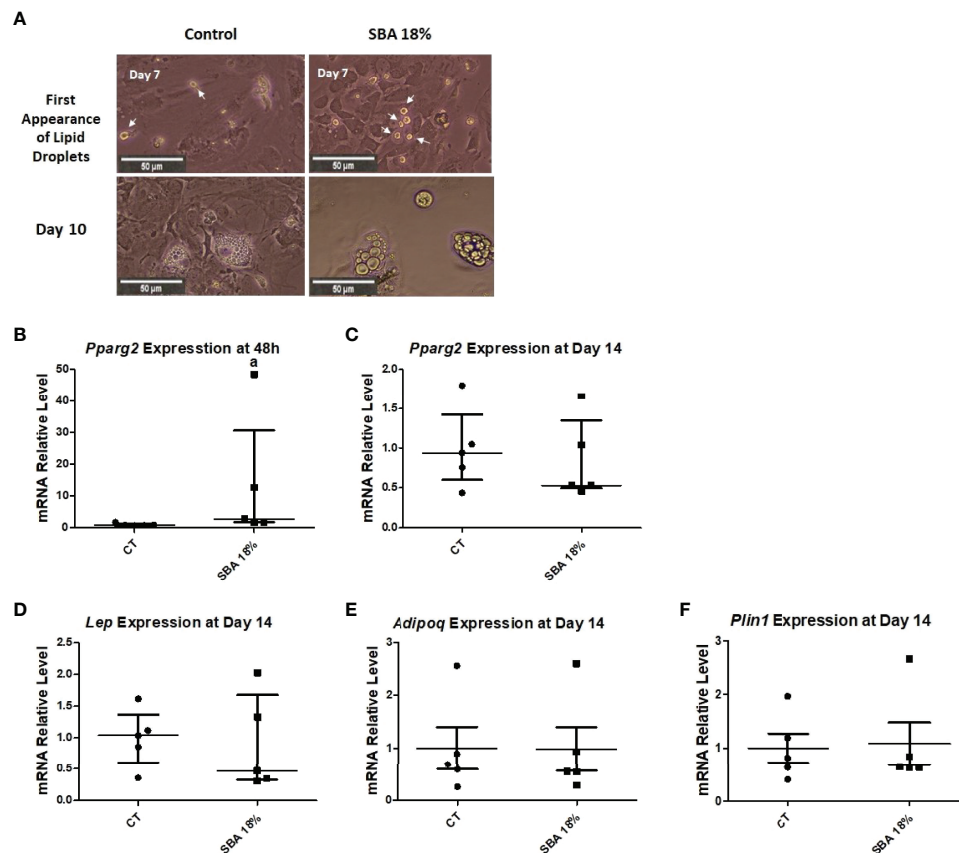 A
Control
SBA 18%
First
Appearance
of Lipid
Droplets
Day 7
50 µm
Day 7
50 µm
Day 10
50 µm
50 µm
B
Pparg2 Expresstion at 48h
mRNA Relative Level
50
40
30
20
10
0
a
CT
SBA 18%
C
Pparg2 Expression at Day 14
mRNA Relative Level
2.0
1.5
1.0
0.5
0.0
CT
SBA 18%
D
Lep Expression at Day 14
mRNA Relative Level
2.5
2.0
1.5
1.0
0.5
0.0
CT
SBA 18%
E
Adipoq Expression at Day 14
mRNA Relative Level
3
2
1
0
CT
SBA 18%
F
Plin1 Expression at Day 14
mRNA Relative Level
3
2
1
0
CT
SBA 18%